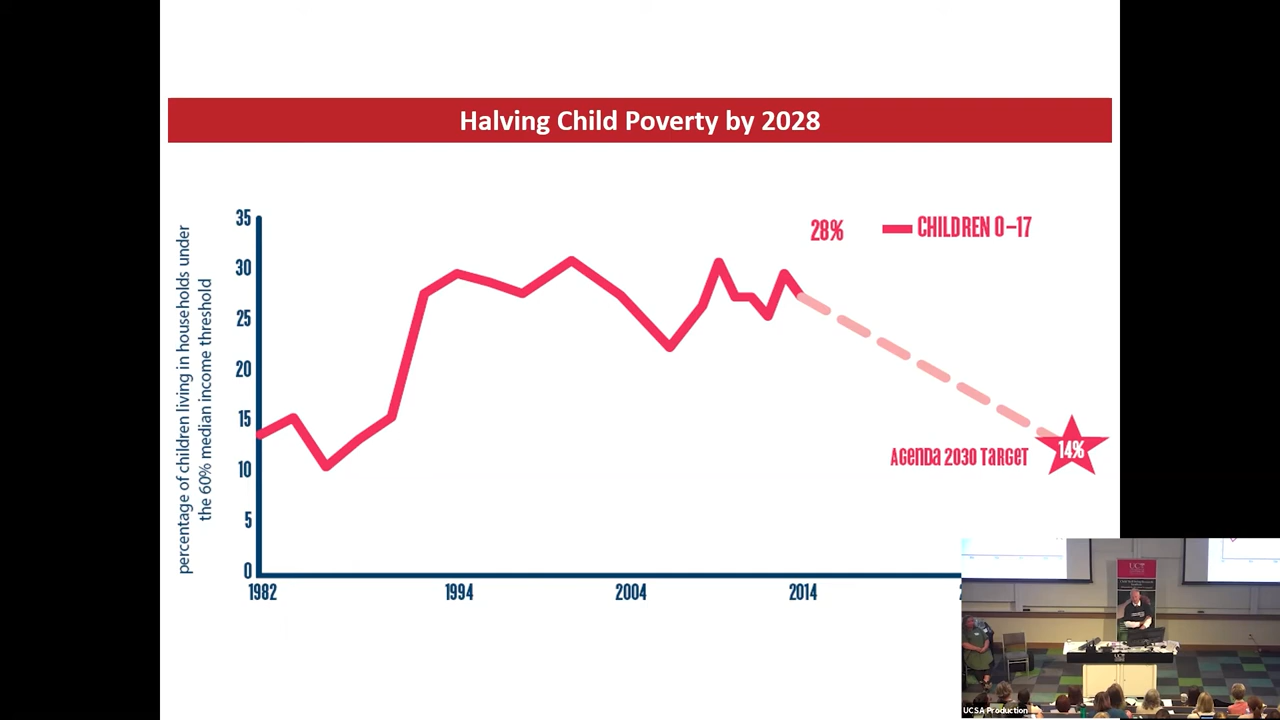 Halving Child Poverty by 2028
percentage of children living in households under
the 60% median income threshold
35
30
25
20
15
10
5
0
28%
CHILDREN 0–17
AGENDA 2030 TARGET
14%
1982
1994
2004
2014
UCT
UCSA Production